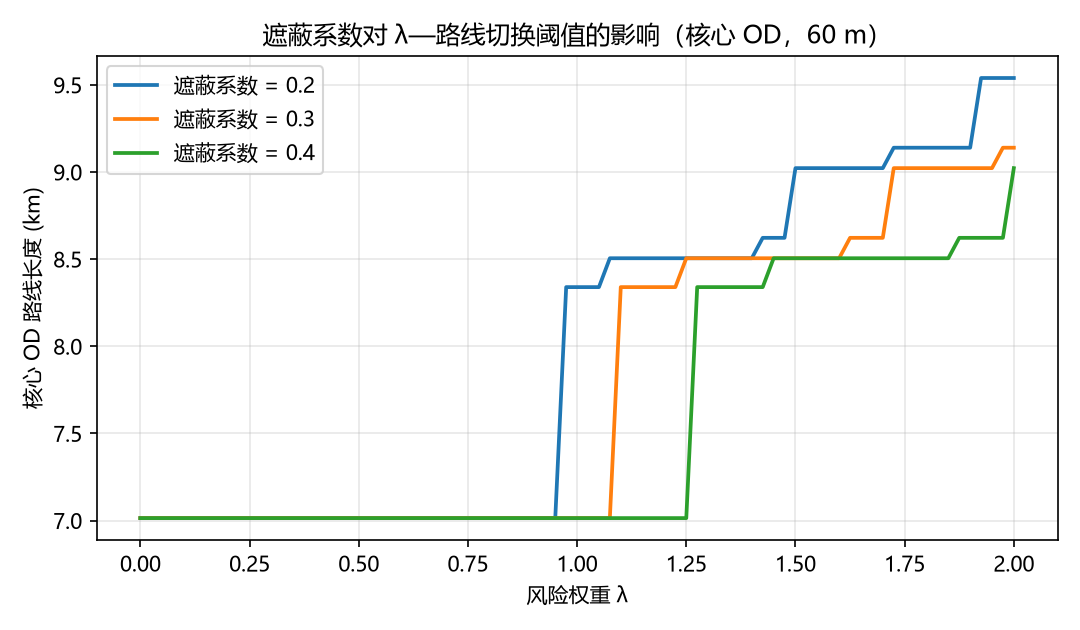 遮蔽系数对 λ—路线切换阈值的影响（核心 OD，60 m）
遮蔽系数 = 0.2
遮蔽系数 = 0.3
遮蔽系数 = 0.4
核心 OD 路线长度 (km)
9.5
9.0
8.5
8.0
7.5
7.0
0.00 0.25 0.50 0.75 1.00 1.25 1.50 1.75 2.00
风险权重 λ